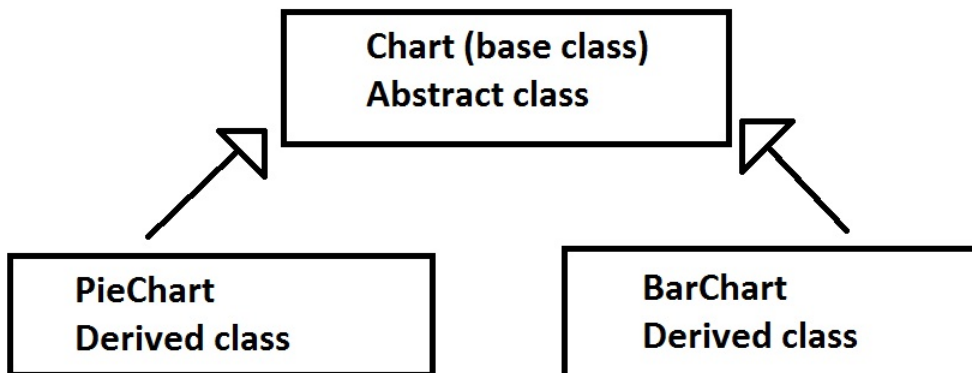 Chart (base class)
Abstract class
PieChart
Derived class
BarChart
Derived class